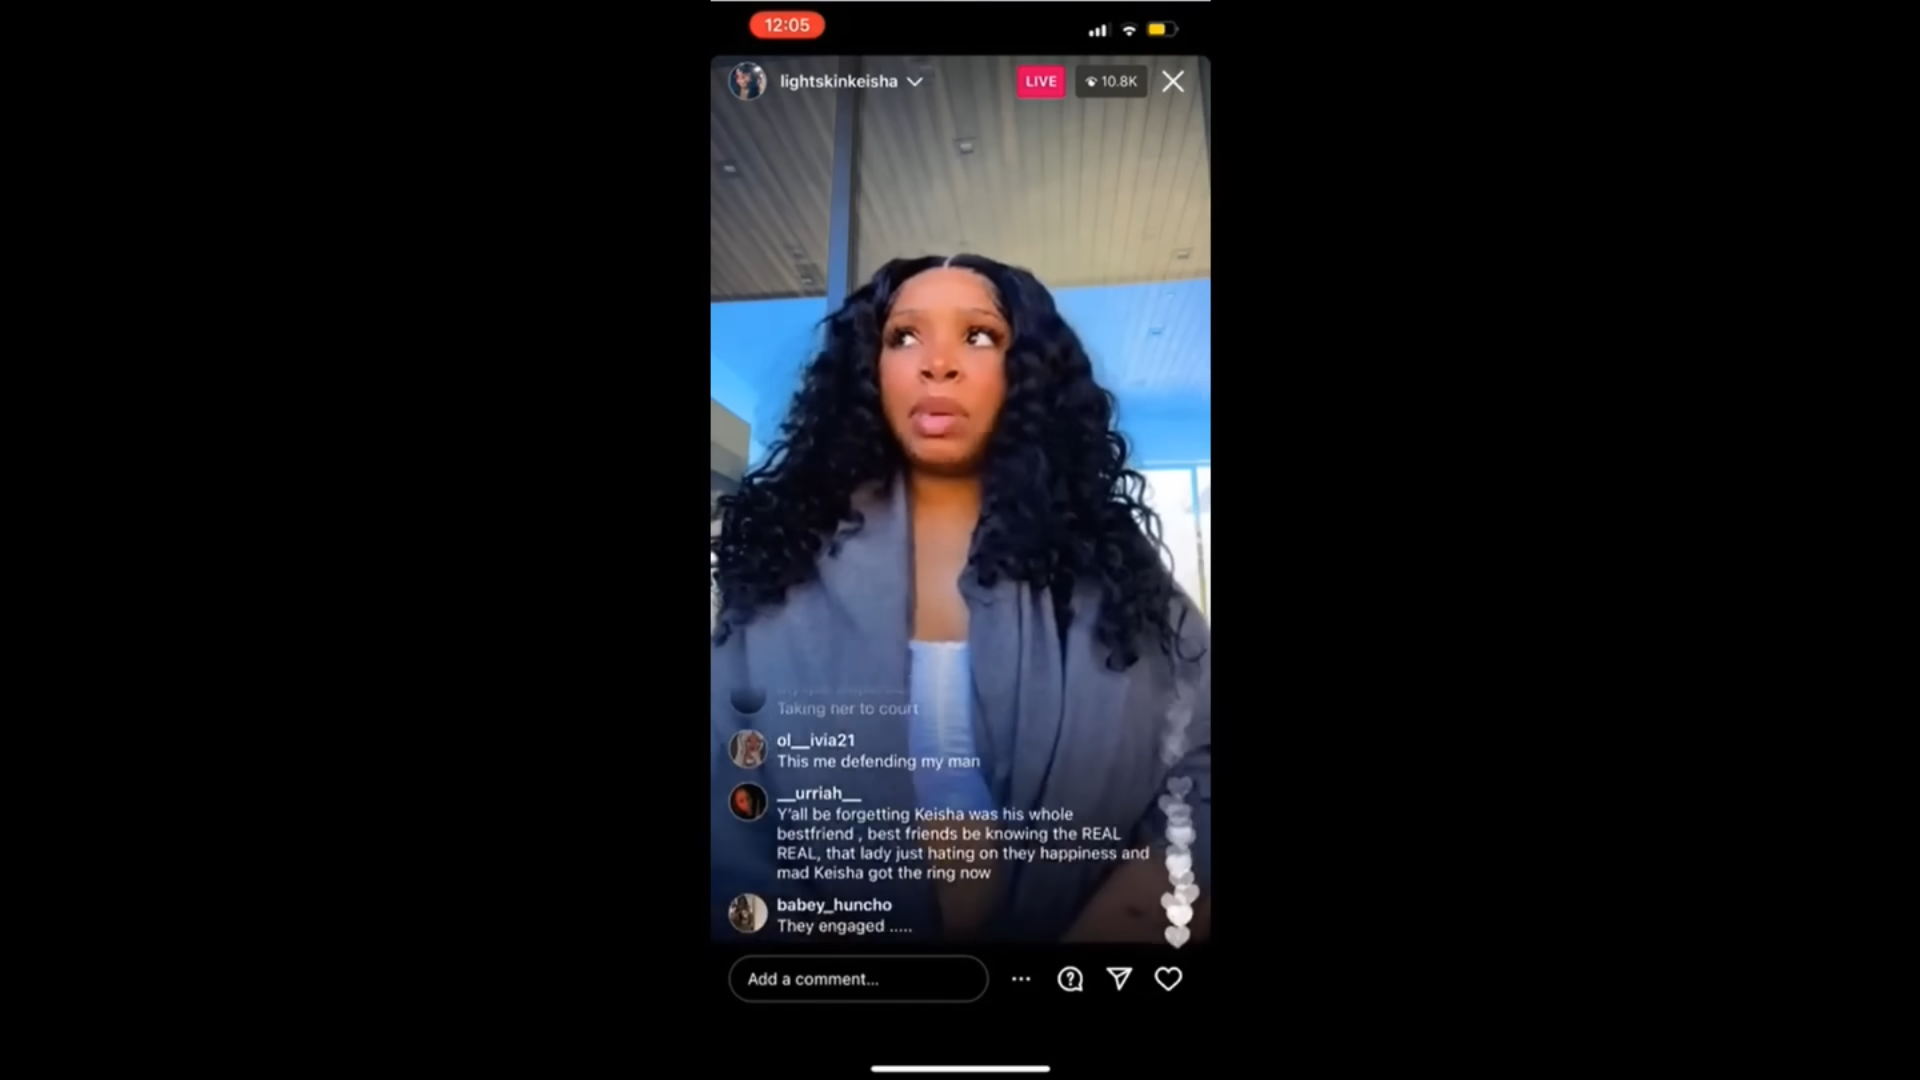 12:05
lightskinkeisha
LIVE
10.8K
Taking her to court
ol__ivia21
This me defending my man
__urriah__
Y'all be forgetting Keisha was his whole
bestfriend , best friends be knowing the REAL
REAL, that lady just hating on they happiness and
mad Keisha got the ring now
babey_huncho
They engaged .....
Add a comment...